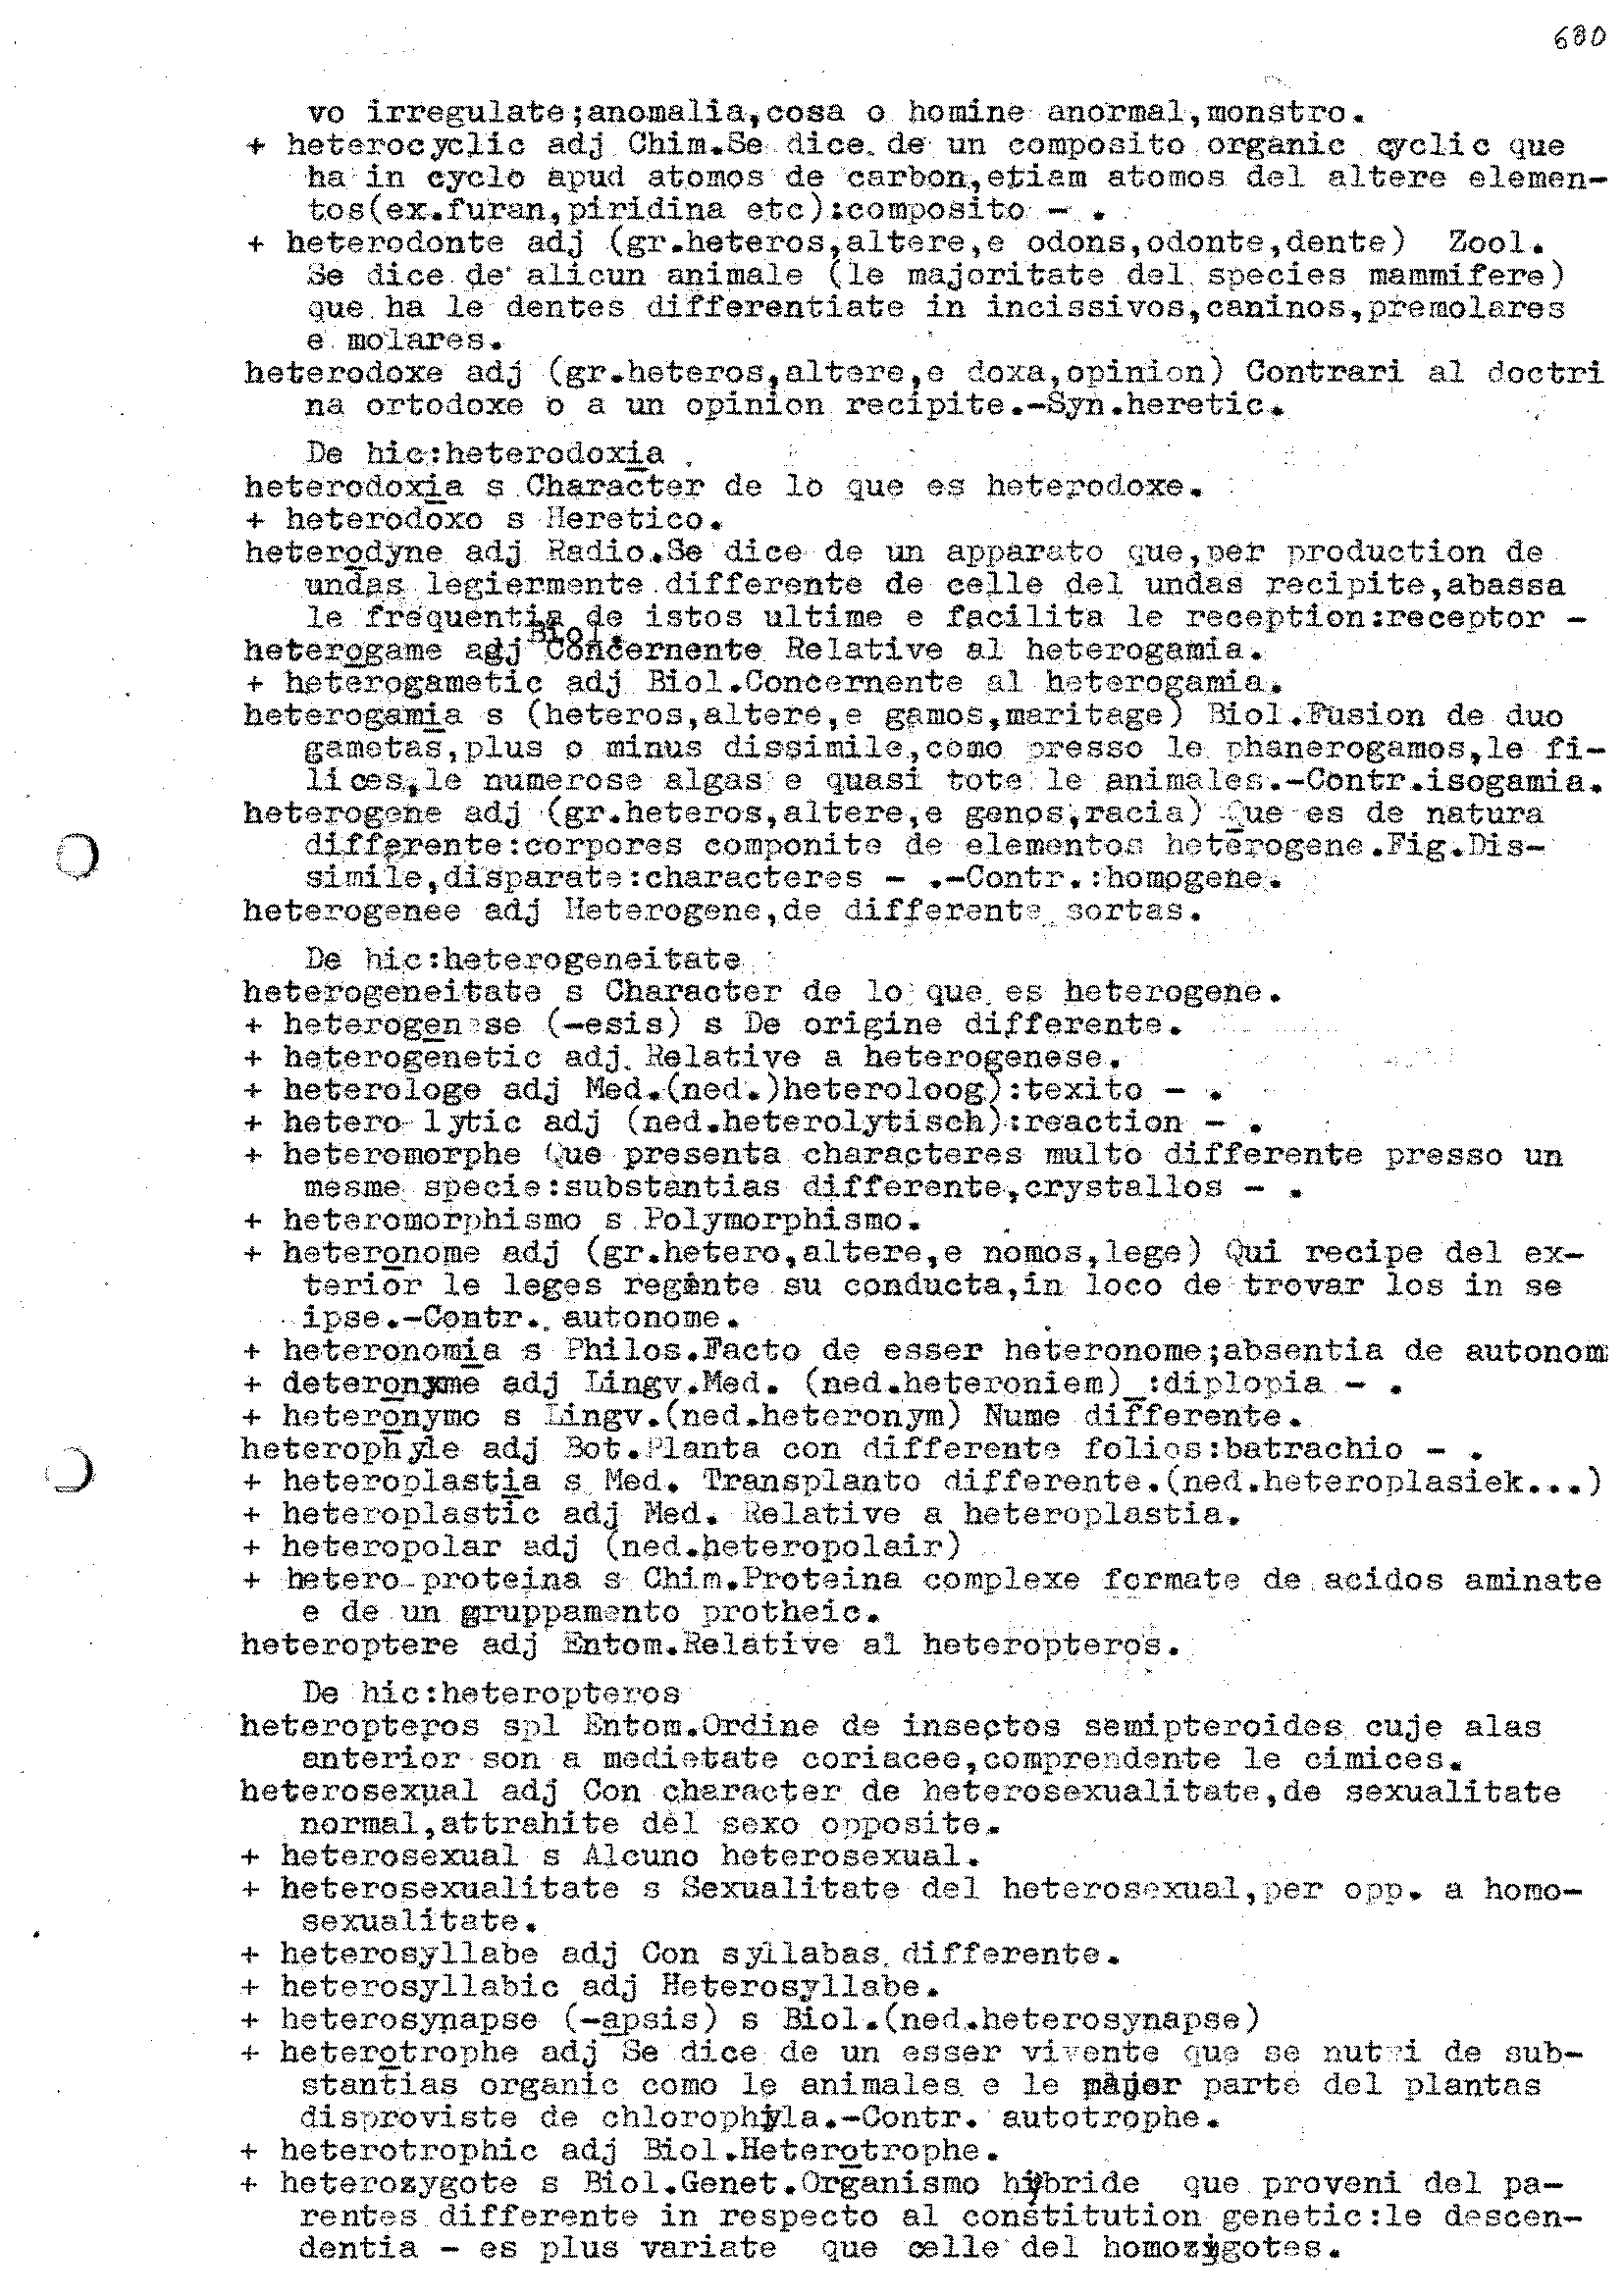 680
vo irregulate;anomalia,cosa o homine anormal,monstro.
+ heterocyclic adj Chim.Se dice de un composito organic cyclic que
ha in cyclo apud atomos de carbon,etiam atomos del altere elemen-
tos(ex.furan,piridina etc):composito - .
+ heterodonte adj (gr.heteros,altere,e odons,odonte,dente) Zool.
Se dice de alicun animale (le majoritate del species mammifere)
que ha le dentes differentiate in incissivos,caninos,premolares
e molares.
heterodoxe adj (gr.heteros,altere,e doxa,opinion) Contrari al doctri
na ortodoxe o a un opinion recipite.-Syn.heretic.
De hic:heterodoxia
heterodoxia s Character de lo que es heterodoxe.
+ heterodoxo s Heretico.
heterodyne adj Radio.Se dice de un apparato que,per production de
undas legiermente differente de celle del undas recipite,abassa
le frequentia de istos ultime e facilita le reception:receptor -
heterogame adj Biol. Concernente Relative al heterogamia.
+ heterogametic adj Biol.Concernente al heterogamia.
heterogamia s (heteros,altere,e gamos,maritage) Biol.Fusion de duo
gametas,plus o minus dissimile,como presso le phanerogamos,le fi-
lices,le numerose algas e quasi tote le animales.-Contr.isogamia.
heterogene adj (gr.heteros,altere,e genos,racia) Que es de natura
differente:corpores componite de elementos heterogene.Fig.Dis-
simile,disparate:characteres - .-Contr.:homogene.
heterogenee adj Heterogene,de differente sortas.
De hic:heterogeneitate
heterogeneitate s Character de lo que es heterogene.
+ heterogenese (-esis) s De origine differente.
+ heterogenetic adj Relative a heterogenese.
+ heterologe adj Med.(ned.)heteroloog):texito - .
+ hetero lytic adj (ned.heterolytisch):reaction - .
+ heteromorphe Que presenta characteres multo differente presso un
mesme specie:substantias differente,crystallos - .
+ heteromorphismo s Polymorphismo.
+ heteronome adj (gr.hetero,altere,e nomos,lege) Qui recipe del ex-
terior le leges regente su conducta,in loco de trovar los in se
ipse.-Contr. autonome.
+ heteronomia s Philos.Facto de esser heteronome;absentia de autonom
+ deteronyme adj Lingv.Med. (ned.heteroniem) :diplopia - .
+ heteronymo s Lingv.(ned.heteronym) Nume differente.
heterophyle adj Bot.Planta con differente folios:batrachio - .
+ heteroplastia s Med. Transplanto differente.(ned.heteroplasiek...)
+ heteroplastic adj Med. Relative a heteroplastia.
+ heteropolar adj (ned.heteropolair)
+ hetero-proteina s Chim.Proteina complexe formate de acidos aminate
e de un gruppamento protheic.
heteroptere adj Entom.Relative al heteropteros.
De hic:heteropteros
heteropteros spl Entom.Ordine de insectos semipteroides cuje alas
anterior son a medietate coriacee,comprendente le cimices.
heterosexual adj Con character de heterosexualitate,de sexualitate
normal,attrahite del sexo opposite.
+ heterosexual s Alcuno heterosexual.
+ heterosexualitate s Sexualitate del heterosexual,per opp. a homo-
sexualitate.
+ heterosyllabe adj Con syllabas differente.
+ heterosyllabic adj Heterosyllabe.
+ heterosynapse (-apsis) s Biol.(ned.heterosynapse)
+ heterotrophe adj Se dice de un esser vivente que se nutri de sub-
stantias organic como le animales e le major parte del plantas
disproviste de chlorophyla.-Contr. autotrophe.
+ heterotrophic adj Biol.Heterotrophe.
+ heterozygote s Biol.Genet.Organismo hybride que proveni del pa-
rentes differente in respecto al constitution genetic:le descen-
dentia - es plus variate que celle del homozygotes.